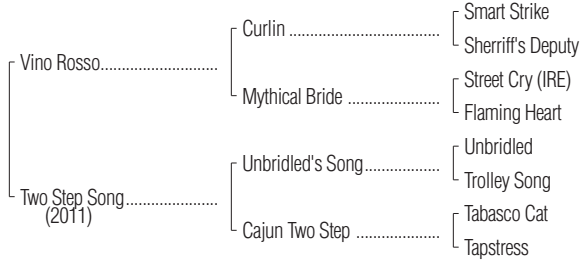 Smart Strike
Curlin ........................................
Sherriff's Deputy
Vino Rosso..............................
Street Cry (IRE)
Mythical Bride ........................
Flaming Heart
Unbridled
Unbridled's Song....................
Trolley Song
Two Step Song.......................
(2011)
Tabasco Cat
Cajun Two Step .....................
Tapstress